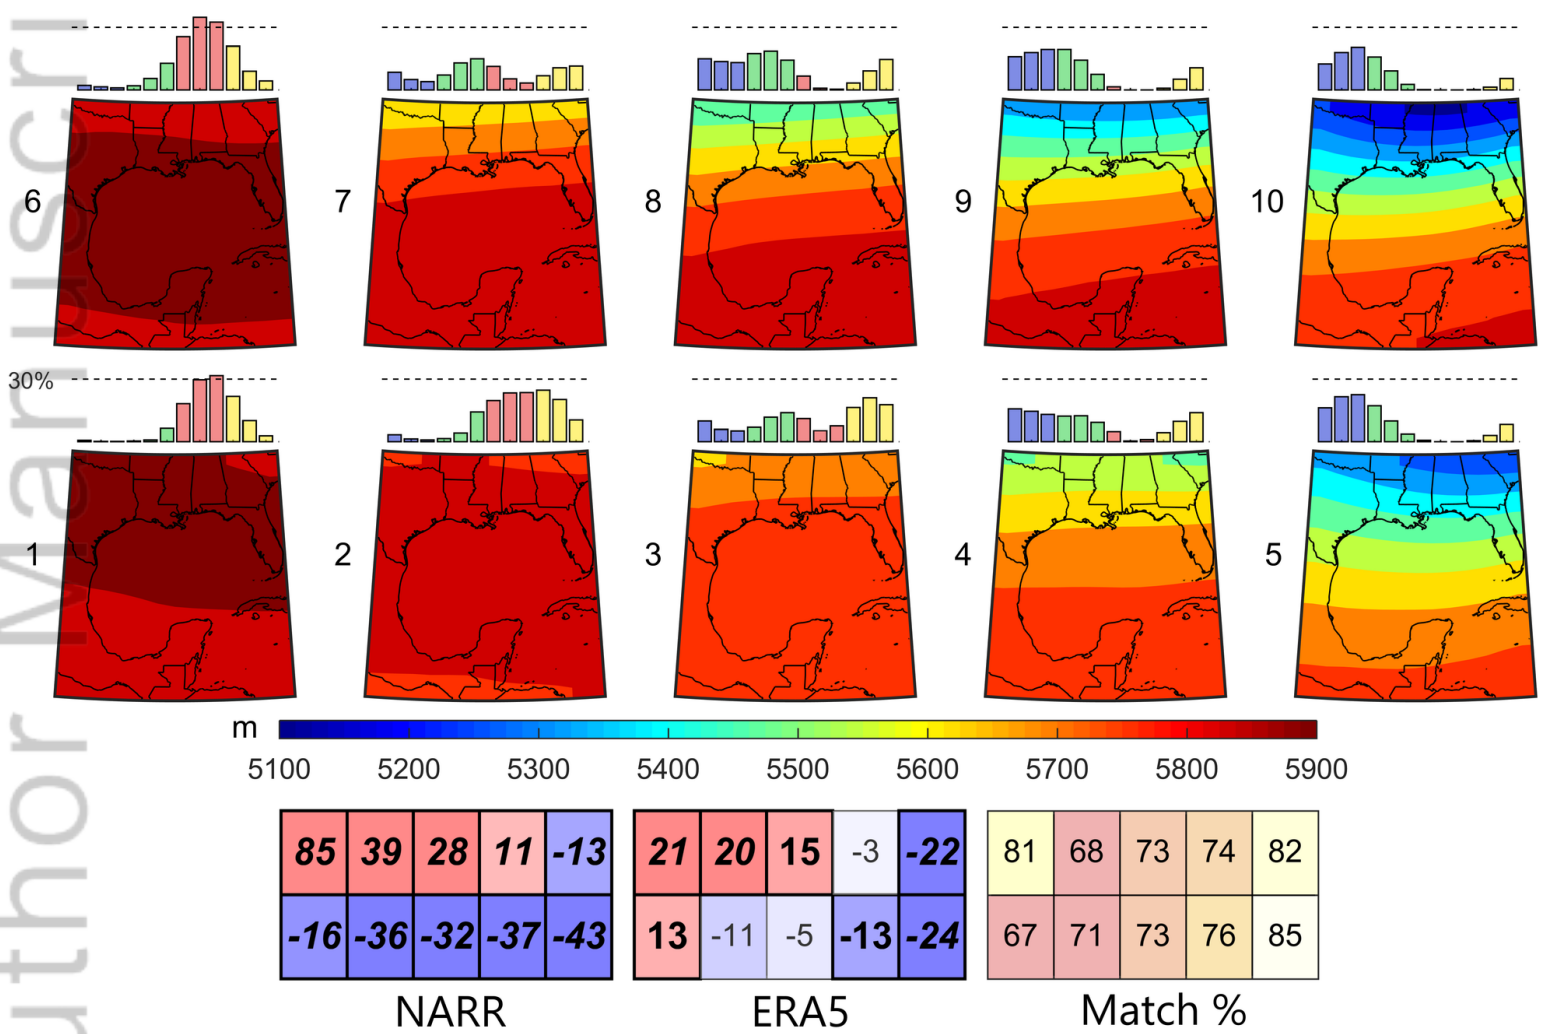 Author Manuscri
6 7 8 9 10
30%
1 2 3 4 5
m
5100 5200 5300 5400 5500 5600 5700 5800 5900
85 39 28 11 -13 21 20 15 -3 -22 81 68 73 74 82
-16 -36 -32 -37 -43 13 -11 -5 -13 -24 67 71 73 76 85
NARR ERA5 Match %